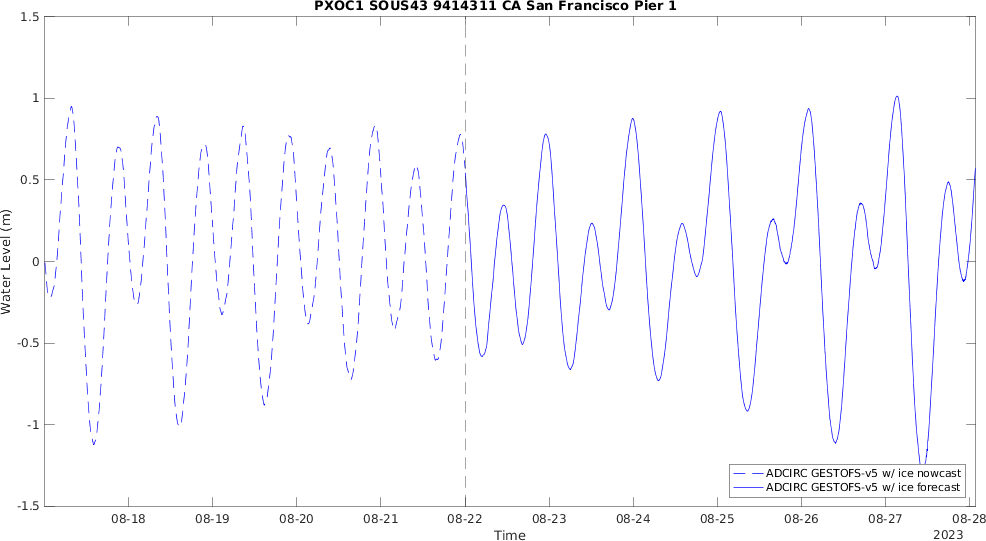 PXOC1 SOUS43 9414311 CA San Francisco Pier 1
1.5
1
0.5
0
-0.5
-1
-1.5
Water Level (m)
ADCIRC GESTOFS-v5 w/ ice nowcast
ADCIRC GESTOFS-v5 w/ ice forecast
08-18 08-19 08-20 08-21 08-22 08-23 08-24 08-25 08-26 08-27 08-28
Time
2023